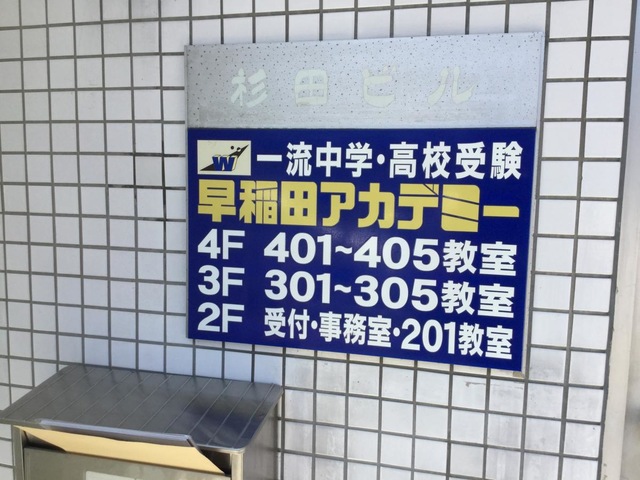 杉田ビル
W 一流中学・高校受験
早稲田アカデミー
4F 401~405教室
3F 301~305教室
2F 受付・事務室・201教室